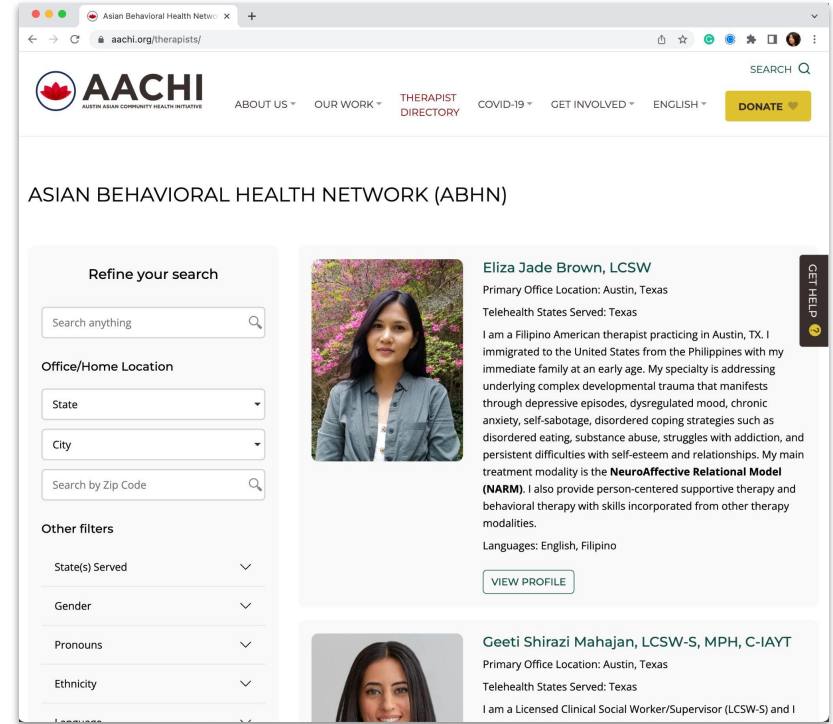 Asian Behavioral Health Netwo
aachi.org/therapists/
SEARCH
AACHI
AUSTIN ASIAN COMMUNITY HEALTH INITIATIVE
ABOUT US
OUR WORK
THERAPIST
DIRECTORY
COVID-19
GET INVOLVED
ENGLISH
DONATE
ASIAN BEHAVIORAL HEALTH NETWORK (ABHN)
Refine your search
Search anything
Office/Home Location
State
City
Search by Zip Code
Other filters
State(s) Served
Gender
Pronouns
Ethnicity
Language
Eliza Jade Brown, LCSW
Primary Office Location: Austin, Texas
Telehealth States Served: Texas
I am a Filipino American therapist practicing in Austin, TX. I
immigrated to the United States from the Philippines with my
immediate family at an early age. My specialty is addressing
underlying complex developmental trauma that manifests
through depressive episodes, dysregulated mood, chronic
anxiety, self-sabotage, disordered coping strategies such as
disordered eating, substance abuse, struggles with addiction, and
persistent difficulties with self-esteem and relationships. My main
treatment modality is the NeuroAffective Relational Model
(NARM). I also provide person-centered supportive therapy and
behavioral therapy with skills incorporated from other therapy
modalities.
Languages: English, Filipino
VIEW PROFILE
Geeti Shirazi Mahajan, LCSW-S, MPH, C-IAYT
Primary Office Location: Austin, Texas
Telehealth States Served: Texas
I am a Licensed Clinical Social Worker/Supervisor (LCSW-S) and I
GET HELP ?